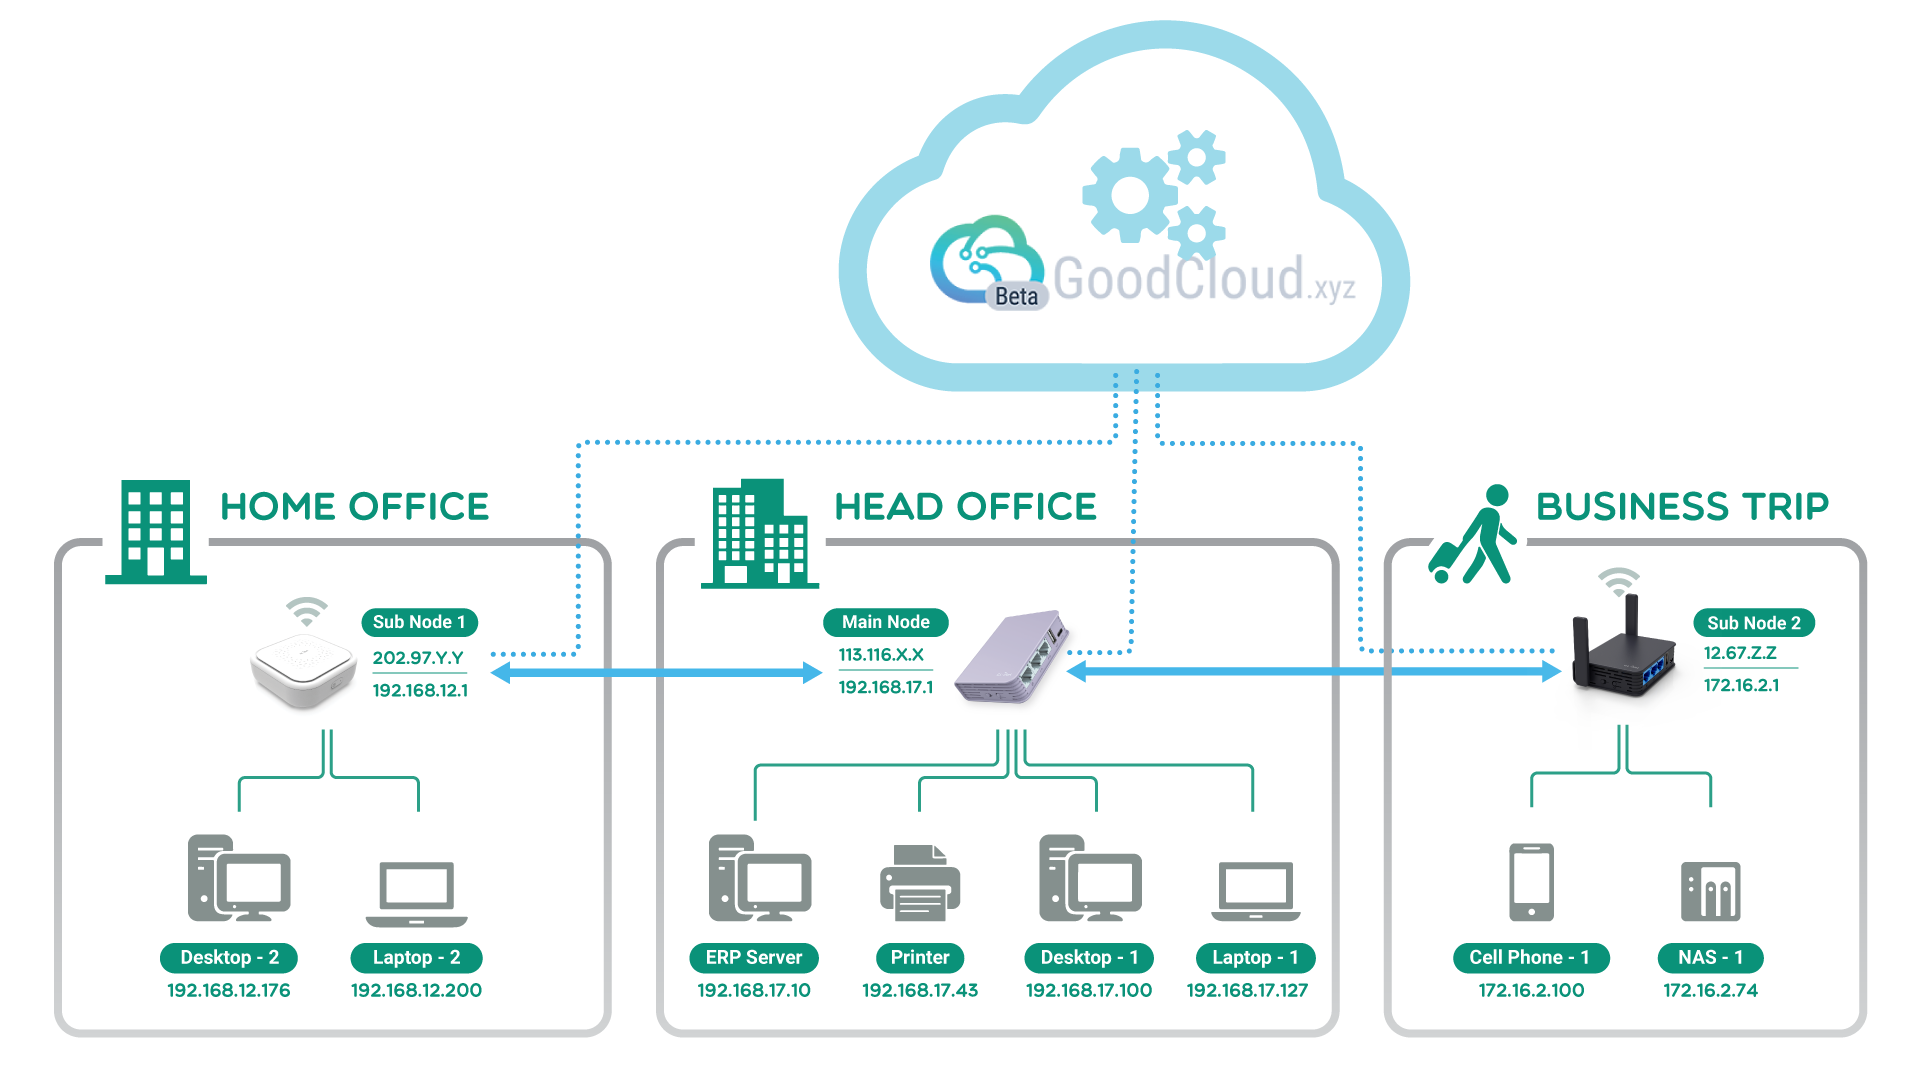 Beta
GoodCloud.xyz
HOME OFFICE
HEAD OFFICE
BUSINESS TRIP
Sub Node 1
202.97.Y.Y
192.168.12.1
Main Node
113.116.X.X
192.168.17.1
Sub Node 2
12.67.Z.Z
172.16.2.1
Desktop - 2
192.168.12.176
Laptop - 2
192.168.12.200
ERP Server
192.168.17.10
Printer
192.168.17.43
Desktop - 1
192.168.17.100
Laptop - 1
192.168.17.127
Cell Phone - 1
172.16.2.100
NAS - 1
172.16.2.74